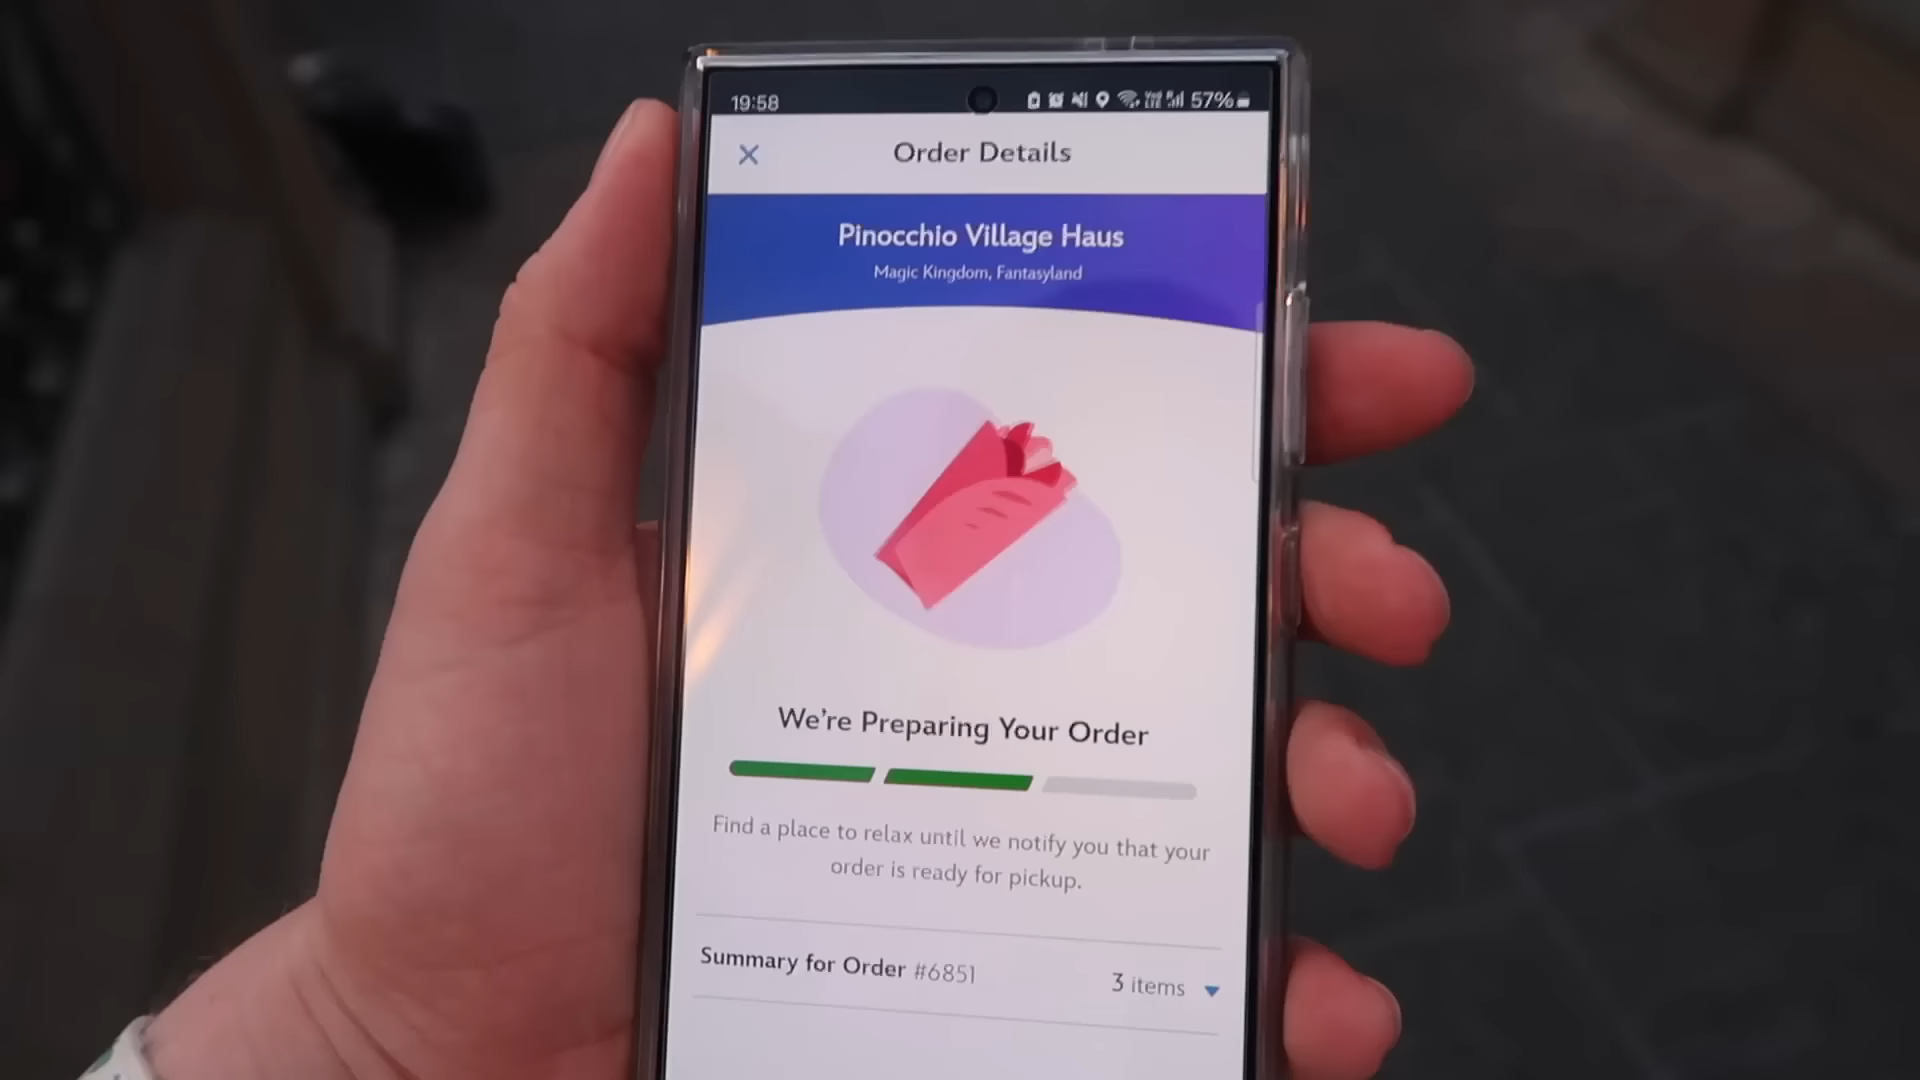 19:58
57%
Order Details
Pinocchio Village Haus
Magic Kingdom, Fantasyland
We're Preparing Your Order
Find a place to relax until we notify you that your
order is ready for pickup.
Summary for Order #6851
3 items